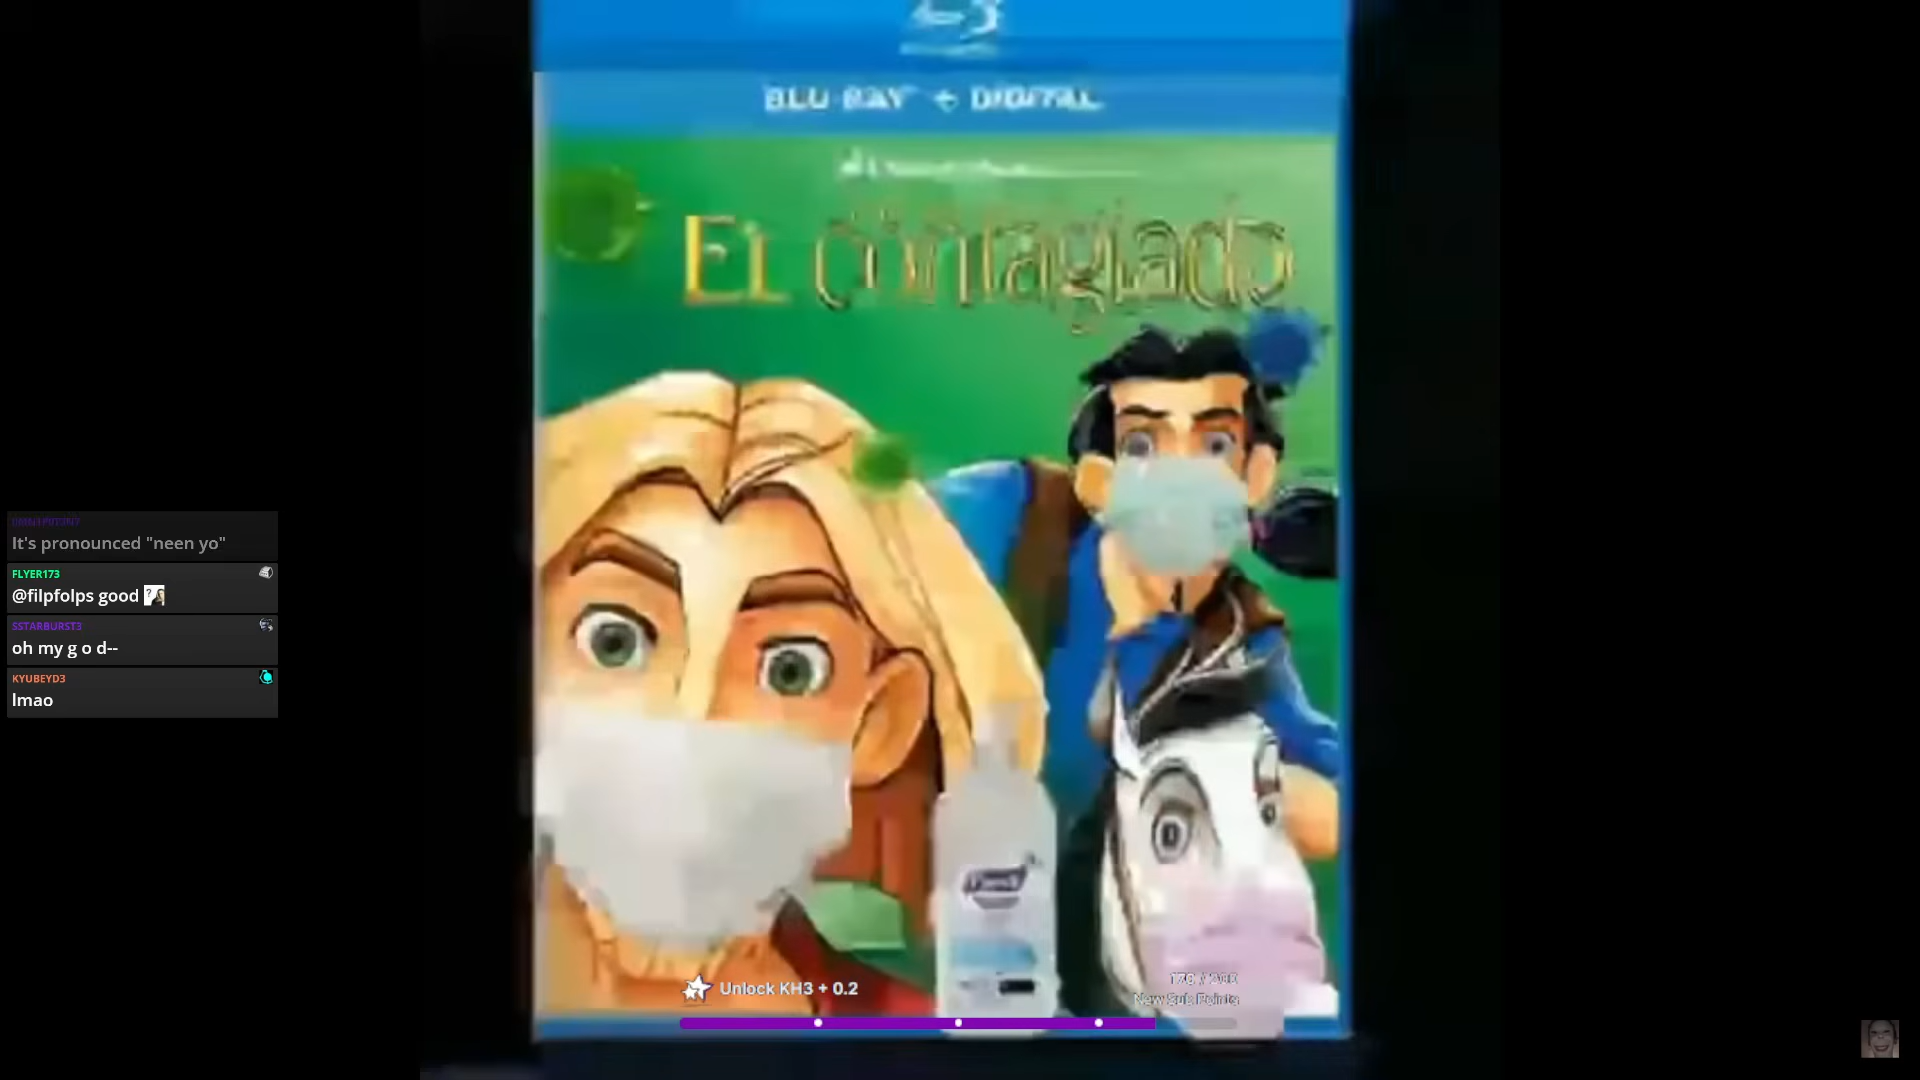 BLU-RAY + DIGITAL
El contagiado
It's pronounced "neen yo"
FLYER173
@filpfolps good
SSTARBURST3
oh my g o d--
KYUBEYD3
lmao
Unlock KH3 + 0.2
New Sub Points